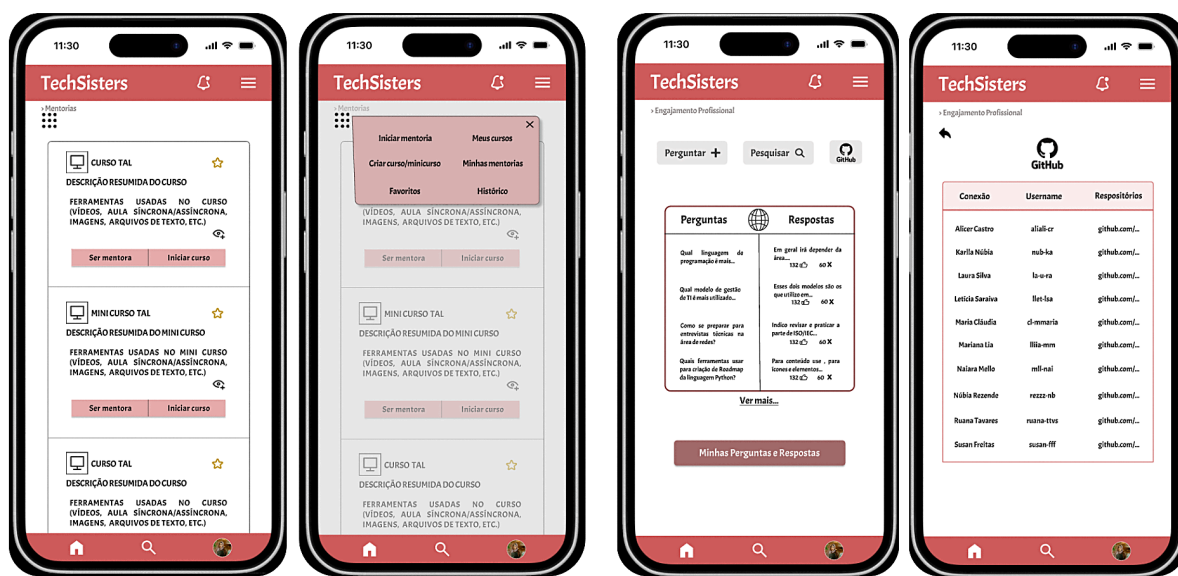 11:30
TechSisters
› Mentorias
CURSO TAL
DESCRIÇÃO RESUMIDA DO CURSO
FERRAMENTAS USADAS NO CURSO
(VÍDEOS, AULA SÍNCRONA/ASSÍNCRONA,
IMAGENS, ARQUIVOS DE TEXTO, ETC.)
Ser mentora
Iniciar curso
MINI CURSO TAL
DESCRIÇÃO RESUMIDA DO MINI CURSO
FERRAMENTAS USADAS NO MINI CURSO
(VÍDEOS, AULA SÍNCRONA/ASSÍNCRONA,
IMAGENS, ARQUIVOS DE TEXTO, ETC.)
Ser mentora
Iniciar curso
CURSO TAL
DESCRIÇÃO RESUMIDA DO CURSO
FERRAMENTAS USADAS NO CURSO
(VÍDEOS, AULA SÍNCRONA/ASSÍNCRONA,
IMAGENS, ARQUIVOS DE TEXTO, ETC.)
11:30
TechSisters
› Mentorias
X
Iniciar mentoria
Meus cursos
Criar curso/minicurso
Minhas mentorias
Favoritos
Histórico
(VÍDEOS, AULA SÍNCRONA/ASSÍNCRONA,
IMAGENS, ARQUIVOS DE TEXTO, ETC.)
Ser mentora
Iniciar curso
MINI CURSO TAL
DESCRIÇÃO RESUMIDA DO MINI CURSO
FERRAMENTAS USADAS NO MINI CURSO
(VÍDEOS, AULA SÍNCRONA/ASSÍNCRONA,
IMAGENS, ARQUIVOS DE TEXTO, ETC.)
Ser mentora
Iniciar curso
CURSO TAL
DESCRIÇÃO RESUMIDA DO CURSO
FERRAMENTAS USADAS NO CURSO
(VÍDEOS, AULA SÍNCRONA/ASSÍNCRONA,
IMAGENS, ARQUIVOS DE TEXTO, ETC.)
11:30
TechSisters
› Engajamento Profissional
Perguntar +
Pesquisar
GitHub
Perguntas
Respostas
Qual linguagem de
programação é mais...
Em geral irá depender da
área....
132 60 X
Qual modelo de gestão
de TI é mais utilizado...
Esses dois modelos são os
que utilizo em...
132 60 X
Como se preparar para
entrevistas técnicas na
área de redes?
Indico revisar e praticar a
parte de ISO/IEC...
132 60 X
Quais ferramentas usar
para criação de Roadmap
da linguagem Python?
Para conteúdo use , para
ícones e elementos...
132 60 X
Ver mais...
Minhas Perguntas e Respostas
11:30
TechSisters
› Engajamento Profissional
GitHub
Conexão Username Respositórios
Alicer Castro aliali-cr github.com/...
Karlla Núbia nub-ka github.com/...
Laura Silva la-u-ra github.com/...
Letícia Saraiva llet-lsa github.com/...
Maria Cláudia cl-mmaria github.com/...
Mariana Lia lliia-mm github.com/...
Naiara Mello mll-nai github.com/...
Núbia Rezende rezzz-nb github.com/...
Ruana Tavares ruana-ttvs github.com/...
Susan Freitas susan-fff github.com/...